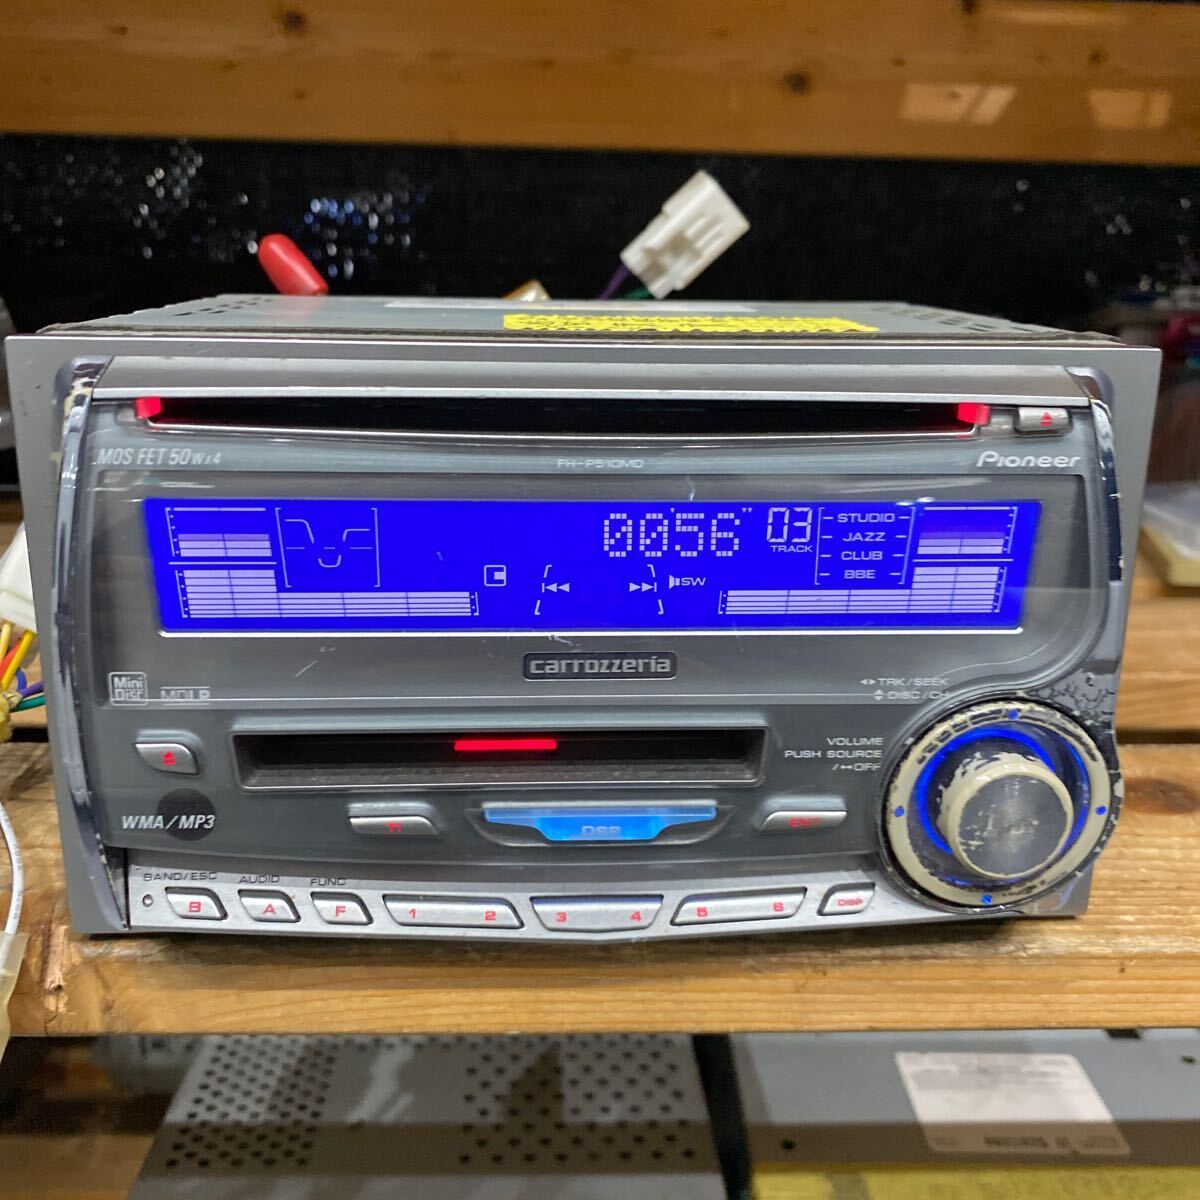 MOS FET 50W×4
FH-P510MD
Pioneer
00'56"
03
TRACK
STUDIO
JAZZ
CLUB
BBE
SW
carrozzeria
Mini
Disc
MDLP
TRK/SEEK
DISC/CH
VOLUME
PUSH SOURCE
OFF
WMA/MP3
DSP
ENT
BAND/ESC
AUDIO
FUNC
B
A
F
1
2
3
4
5
6
DISP